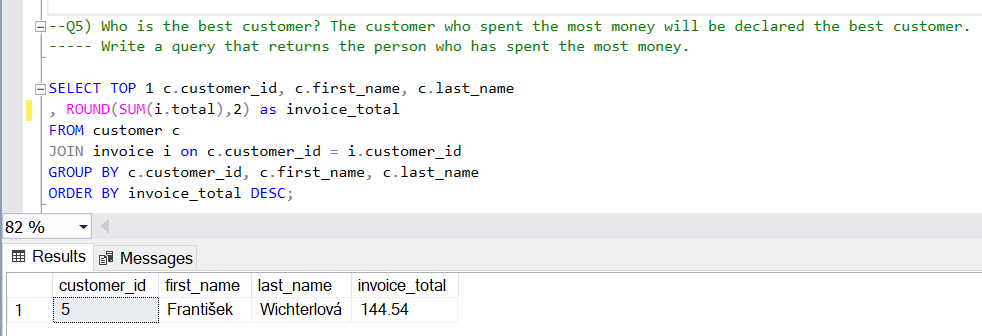 --Q5) Who is the best customer? The customer who spent the most money will be declared the best customer.
----- Write a query that returns the person who has spent the most money.
SELECT TOP 1 c.customer_id, c.first_name, c.last_name
, ROUND(SUM(i.total),2) as invoice_total
FROM customer c
JOIN invoice i on c.customer_id = i.customer_id
GROUP BY c.customer_id, c.first_name, c.last_name
ORDER BY invoice_total DESC;
82 %
Results Messages
customer_id first_name last_name invoice_total
1 5 František Wichterlová 144.54